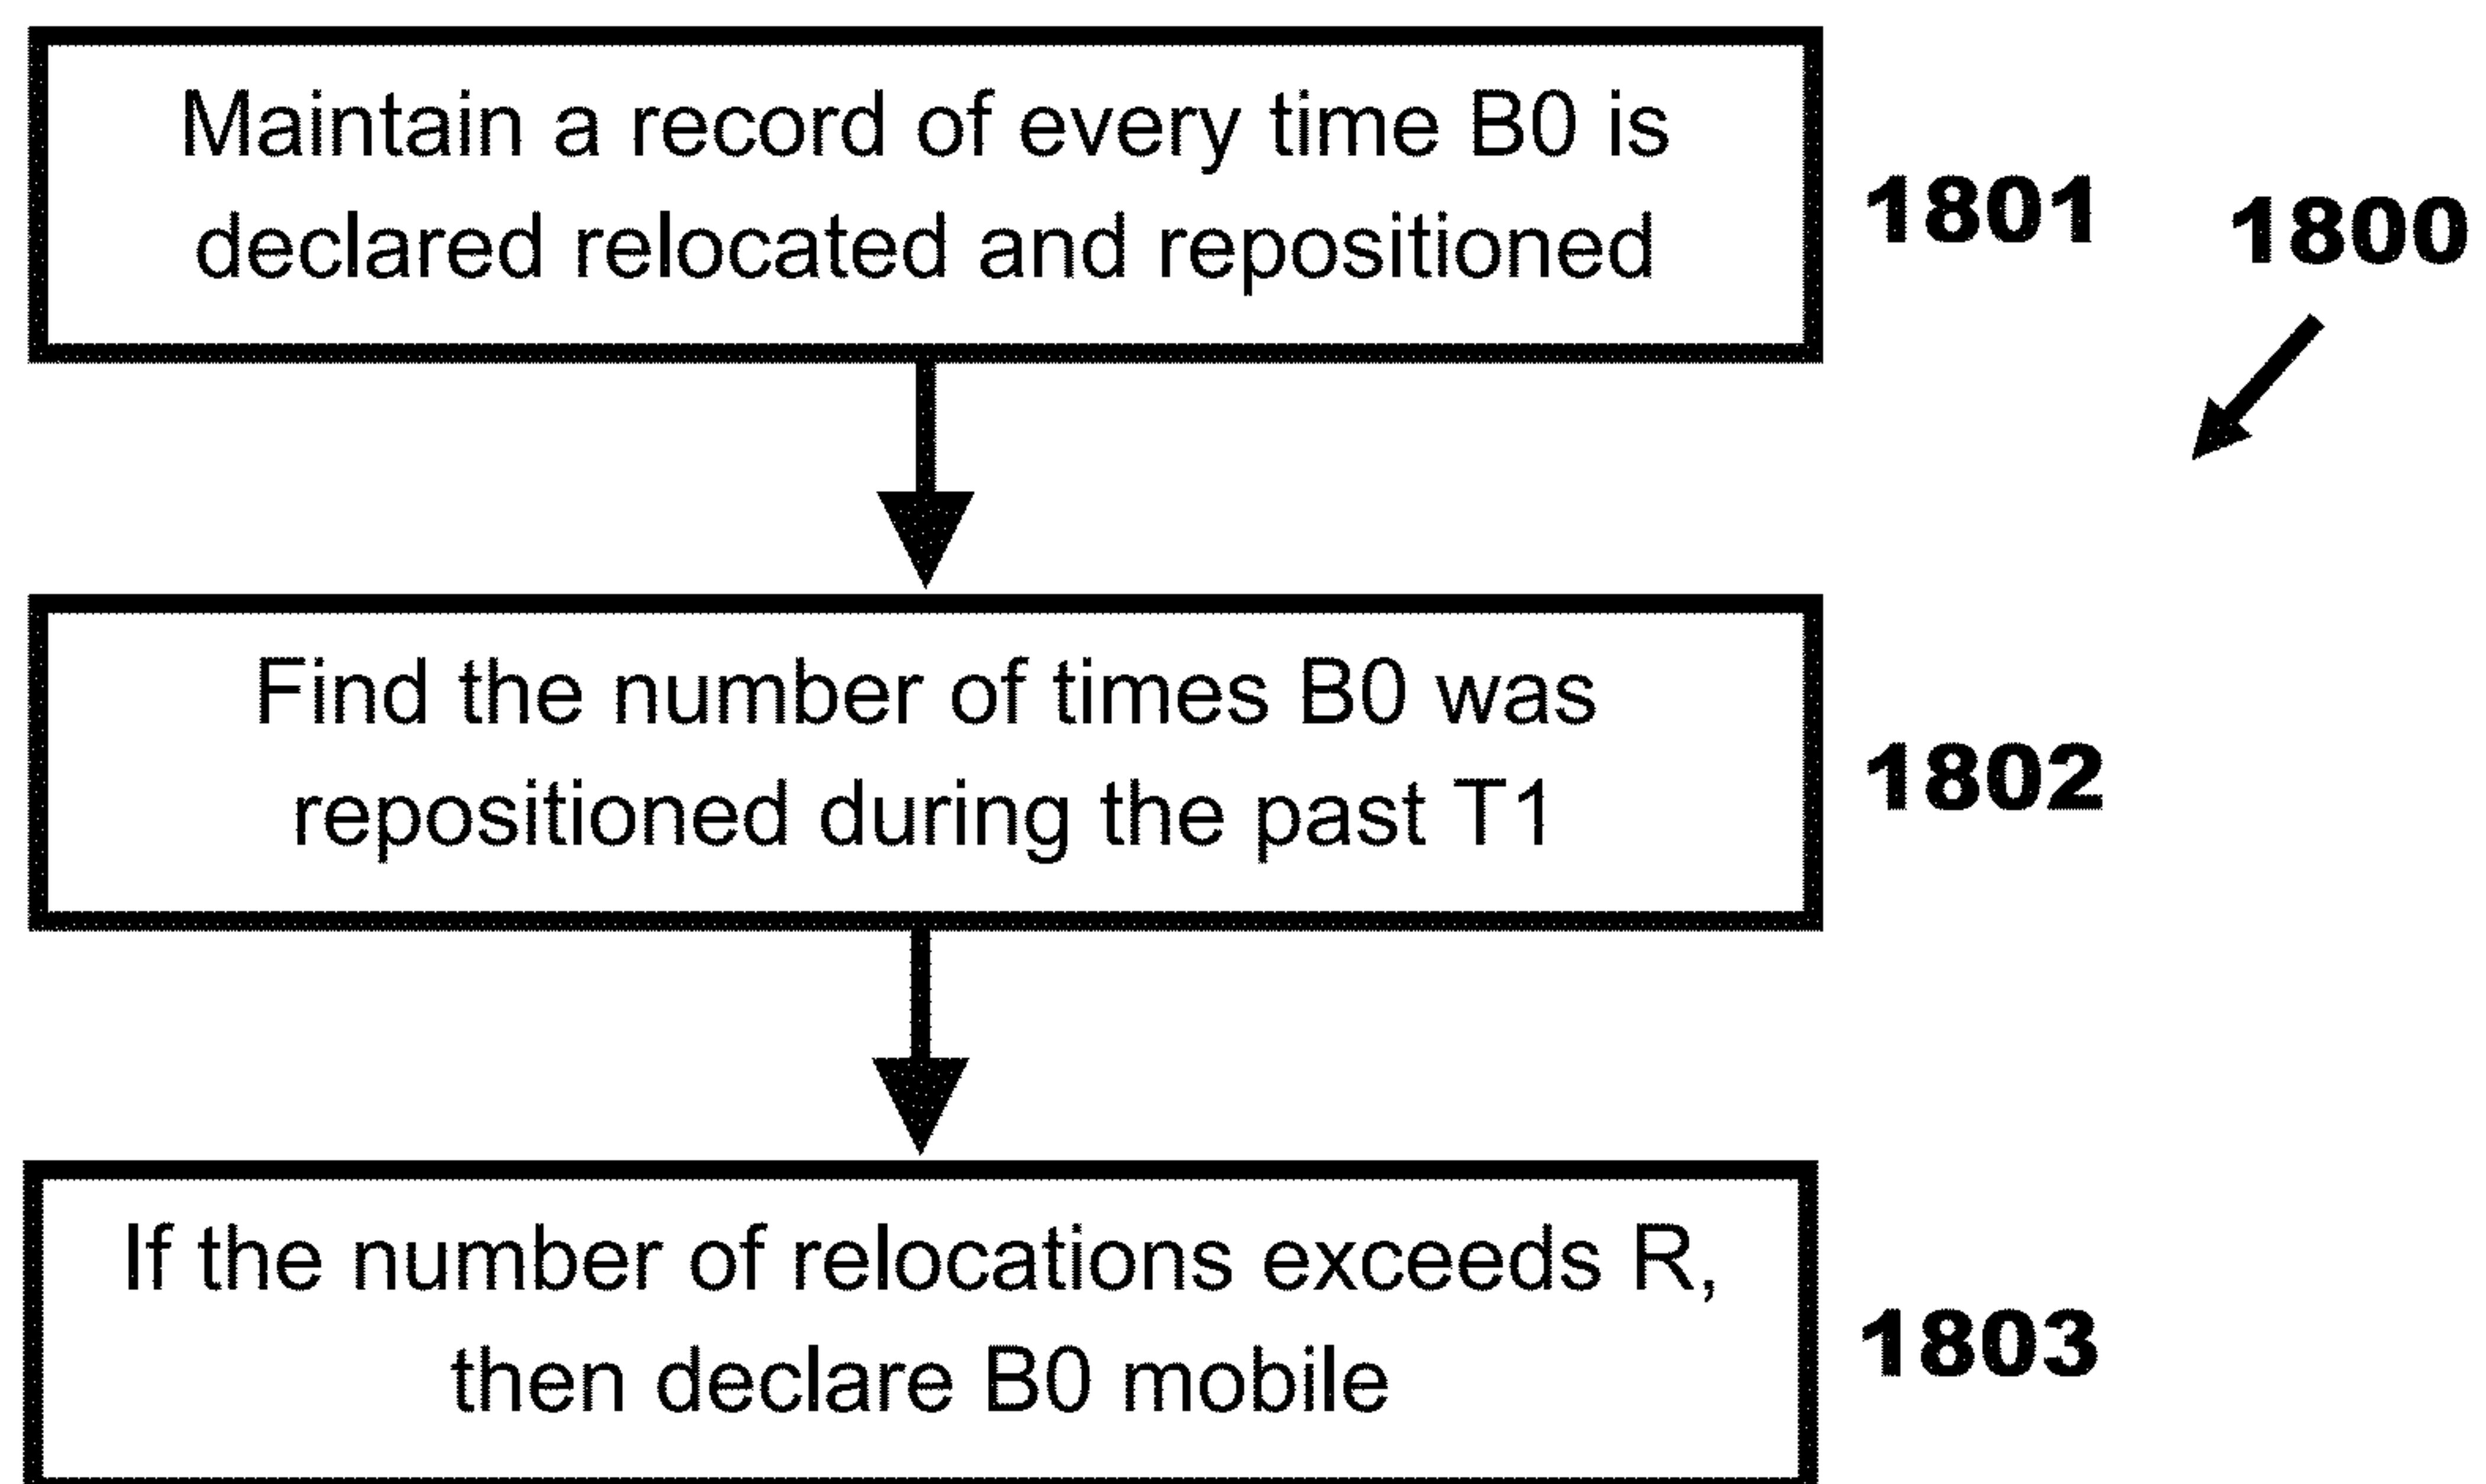 Maintain a record of every time B0 is
declared relocated and repositioned
1801
1800
Find the number of times B0 was
repositioned during the past T1
1802
If the number of relocations exceeds R,
then declare B0 mobile
1803